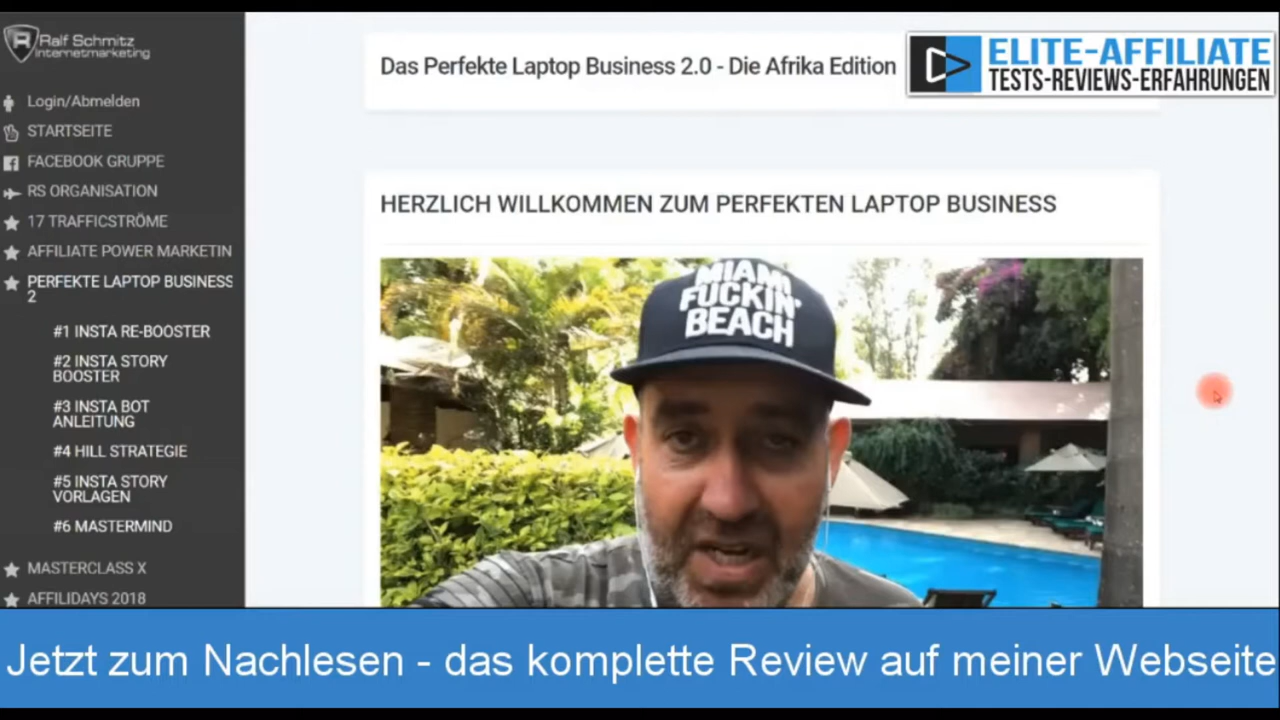 Ralf Schmitz
internetmarketing
Login/Abmelden
STARTSEITE
FACEBOOK GRUPPE
RS ORGANISATION
17 TRAFFICSTRÖME
AFFILIATE POWER MARKETIN
PERFEKTE LAPTOP BUSINESS
2
#1 INSTA RE-BOOSTER
#2 INSTA STORY
BOOSTER
#3 INSTA BOT
ANLEITUNG
#4 HILL STRATEGIE
#5 INSTA STORY
VORLAGEN
#6 MASTERMIND
MASTERCLASS X
AFFILIDAYS 2018
Das Perfekte Laptop Business 2.0 - Die Afrika Edition
ELITE-AFFILIATE
TESTS-REVIEWS-ERFAHRUNGEN
HERZLICH WILLKOMMEN ZUM PERFEKTEN LAPTOP BUSINESS
MIAMI
FUCKIN'
BEACH
Jetzt zum Nachlesen - das komplette Review auf meiner Webseite